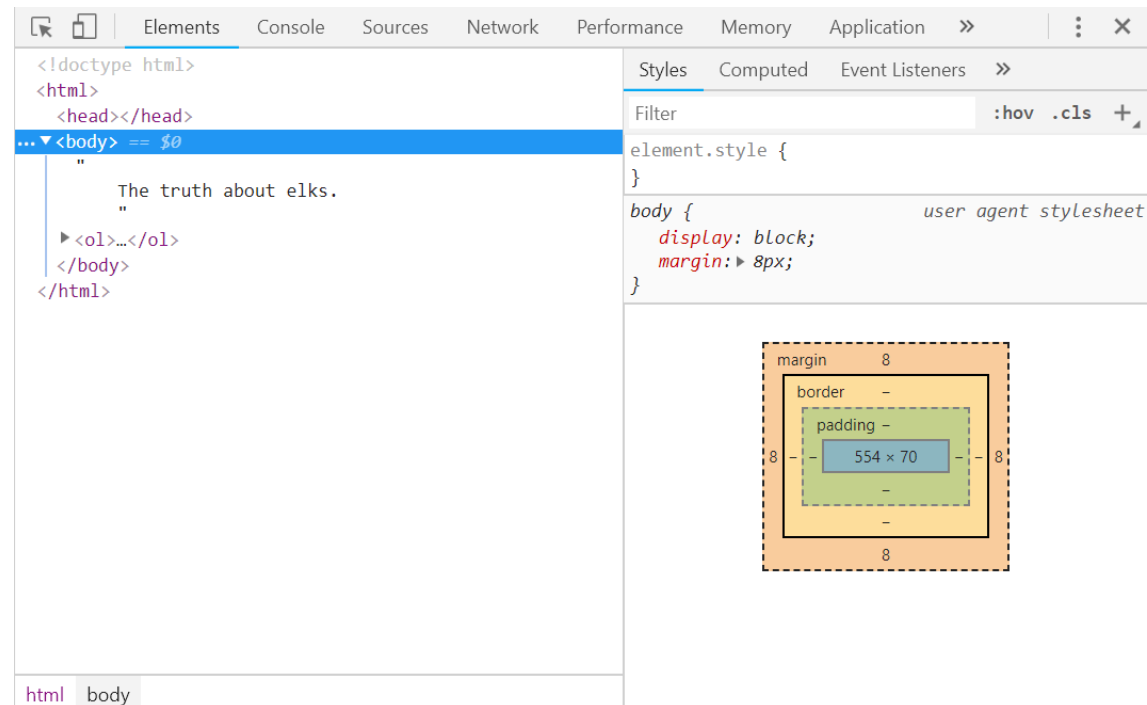 Elements Console Sources Network Performance Memory Application »
<!doctype html>
<html>
<head></head>
... ▼<body> == $0
"
The truth about elks.
"
▶<ol>…</ol>
</body>
</html>
html body
Styles Computed Event Listeners »
Filter :hov .cls +
element.style {
}
body { user agent stylesheet
display: block;
margin:▶ 8px;
}
margin 8
border –
padding –
8 – – 554 × 70 – – 8
–
–
8